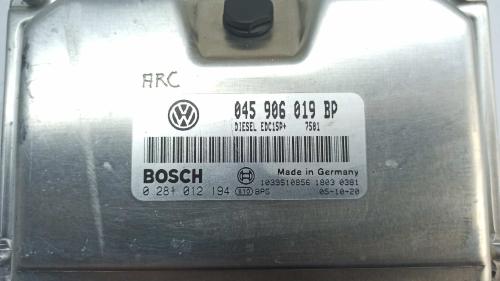 ARC
045 906 019 BP
DIESEL EDC15P+ 7501
BOSCH
Made in Germany
0 281 012 194 BPS
1039S10856 1803 0381
05-10-20